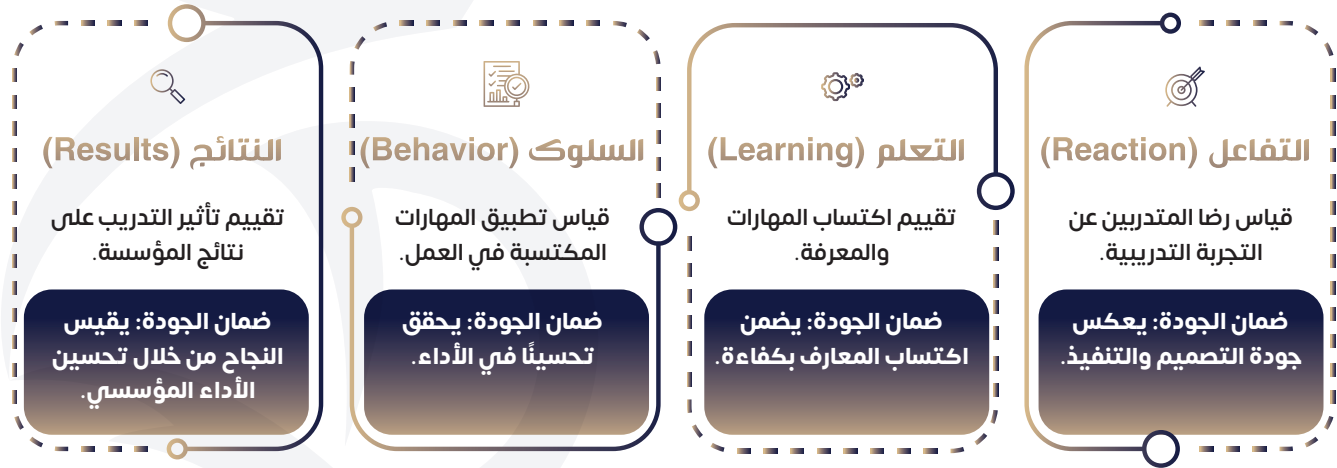 التفاعل (Reaction)
قياس رضا المتدربين عن
التجربة التدريبية.
ضمان الجودة: يعكس
جودة التصميم والتنفيذ.
التعلم (Learning)
تقييم اكتساب المهارات
والمعرفة.
ضمان الجودة: يضمن
اكتساب المعارف بكفاءة.
السلوك (Behavior)
قياس تطبيق المهارات
المكتسبة في العمل.
ضمان الجودة: يحقق
تحسينًا في الأداء.
النتائج (Results)
تقييم تأثير التدريب على
نتائج المؤسسة.
ضمان الجودة: يقيس
النجاح من خلال تحسين
الأداء المؤسسي.